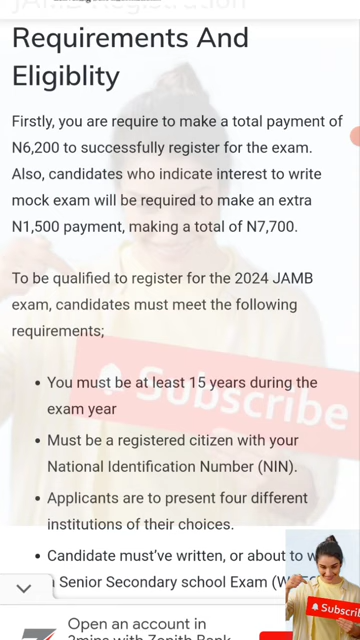 Requirements And
Eligiblity
Firstly, you are require to make a total payment of
N6,200 to successfully register for the exam.
Also, candidates who indicate interest to write
mock exam will be required to make an extra
N1,500 payment, making a total of N7,700.
To be qualified to register for the 2024 JAMB
exam, candidates must meet the following
requirements;
Subscribe
• You must be at least 15 years during the
exam year
• Must be a registered citizen with your
National Identification Number (NIN).
• Applicants are to present four different
institutions of their choices.
• Candidate must've written, or about to
Senior Secondary school Exam
Open an account in
2mins with Zenith Bank